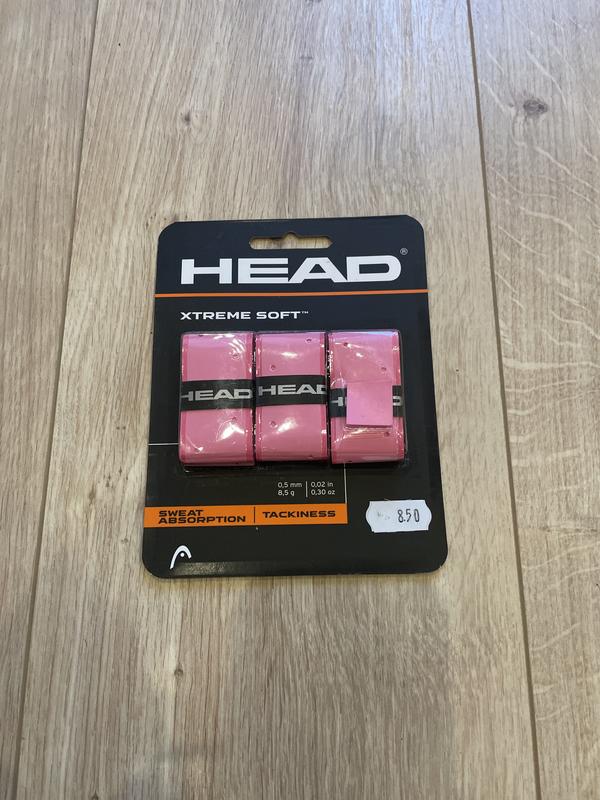 HEAD®
XTREME SOFT™
HEAD HEAD HEAD
0,5 mm | 0,02 in
8,5 g | 0,30 oz
SWEAT
ABSORPTION | TACKINESS
8.50